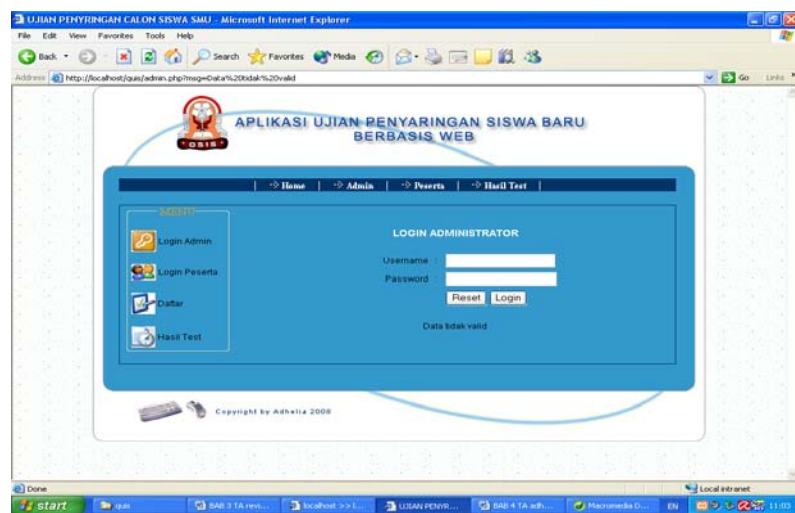 UJIAN PENYIRINGAN CALON SISWA SMU - Microsoft Internet Explorer
File Edit View Favorites Tools Help
Back Search Favorites Media
Address http://localhost/quis/admin.php?msg=Data%20tidak%20valid Go Links
OSIS
APLIKASI UJIAN PENYARINGAN SISWA BARU
BERBASIS WEB
Home | Admin | Peserta | Hasil Test |
MENU
Login Admin
Login Peserta
Daftar
Hasil Test
LOGIN ADMINISTRATOR
Username :
Password :
Reset Login
Data tidak valid
Copyright by Adhelia 2008
Done Local intranet
start quis BAB 3 TA revi... localhost >> l... UJIAN PENYIR... BAB 4 TA adh... Macromedia D... EN 11:03